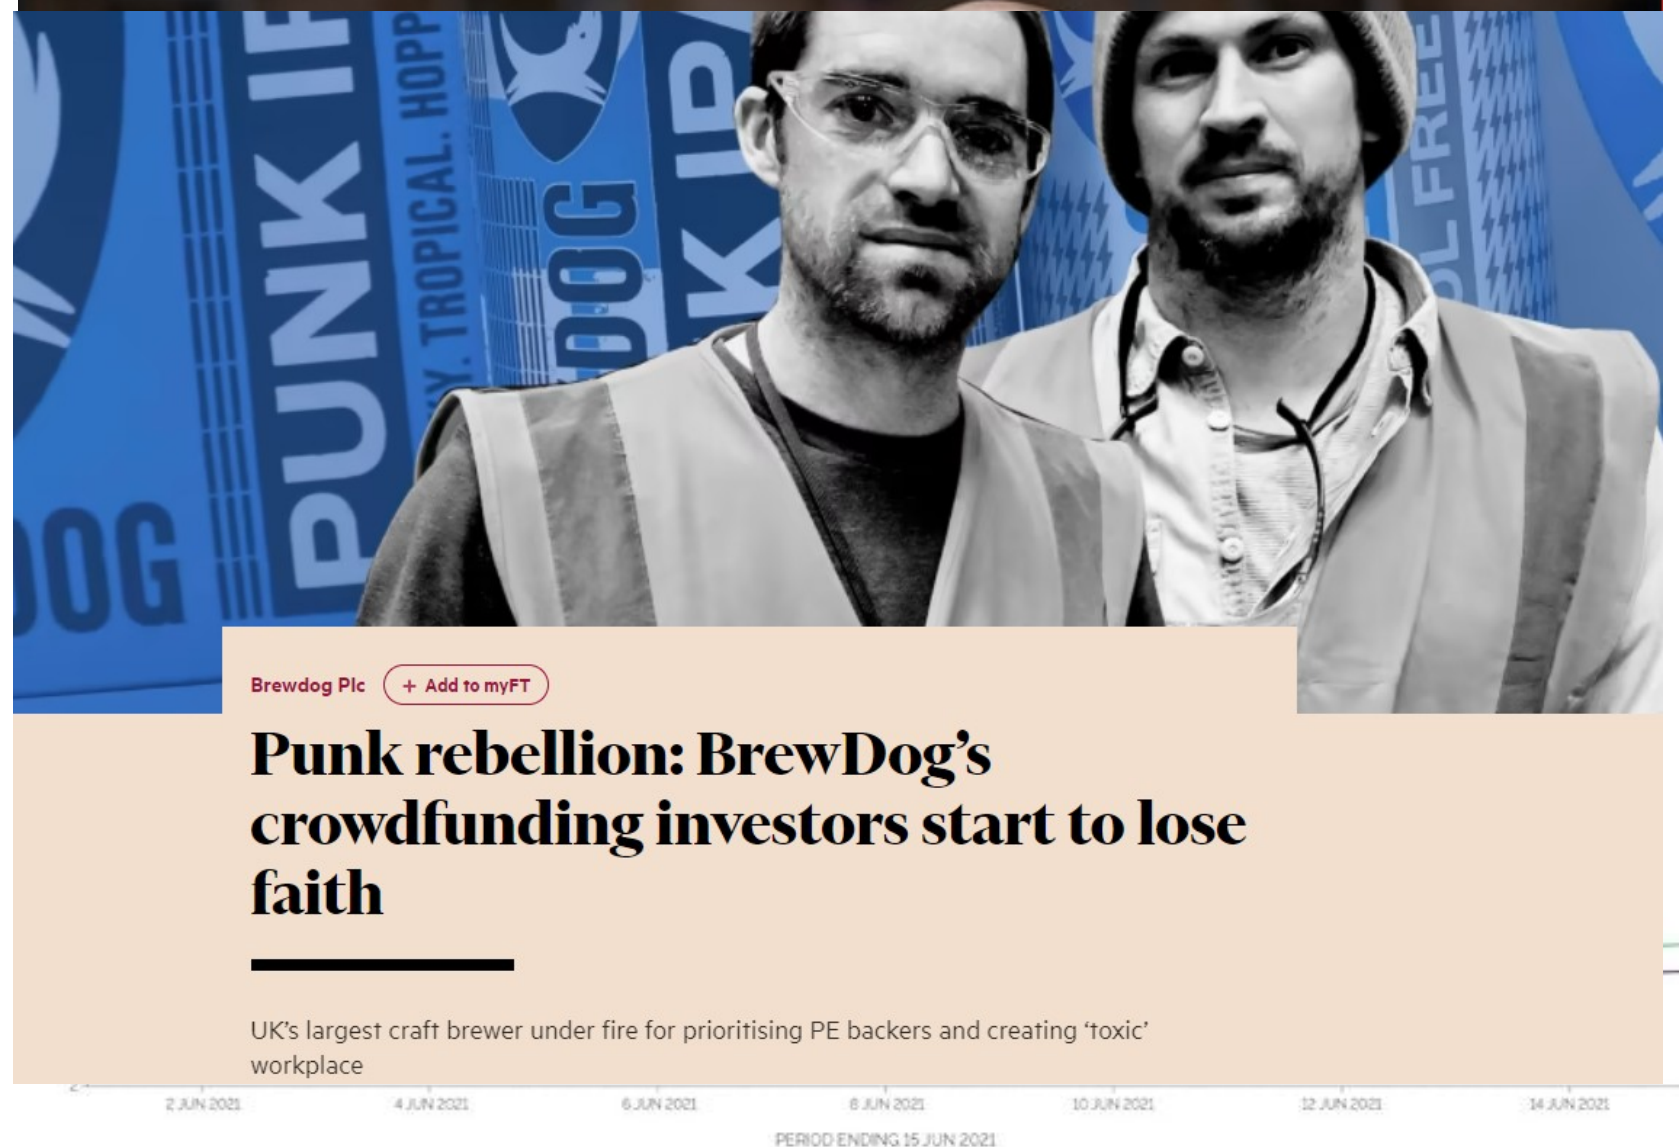 PUNK IP
Y. TROPICAL. HOPP
DOG
K IPA
OL FREE
DOG
Brewdog Plc + Add to myFT
Punk rebellion: BrewDog’s
crowdfunding investors start to lose
faith
UK’s largest craft brewer under fire for prioritising PE backers and creating ‘toxic’
workplace
2 JUN 2021 4 JUN 2021 6 JUN 2021 8 JUN 2021 10 JUN 2021 12 JUN 2021 14 JUN 2021
PERIOD ENDING 15 JUN 2021